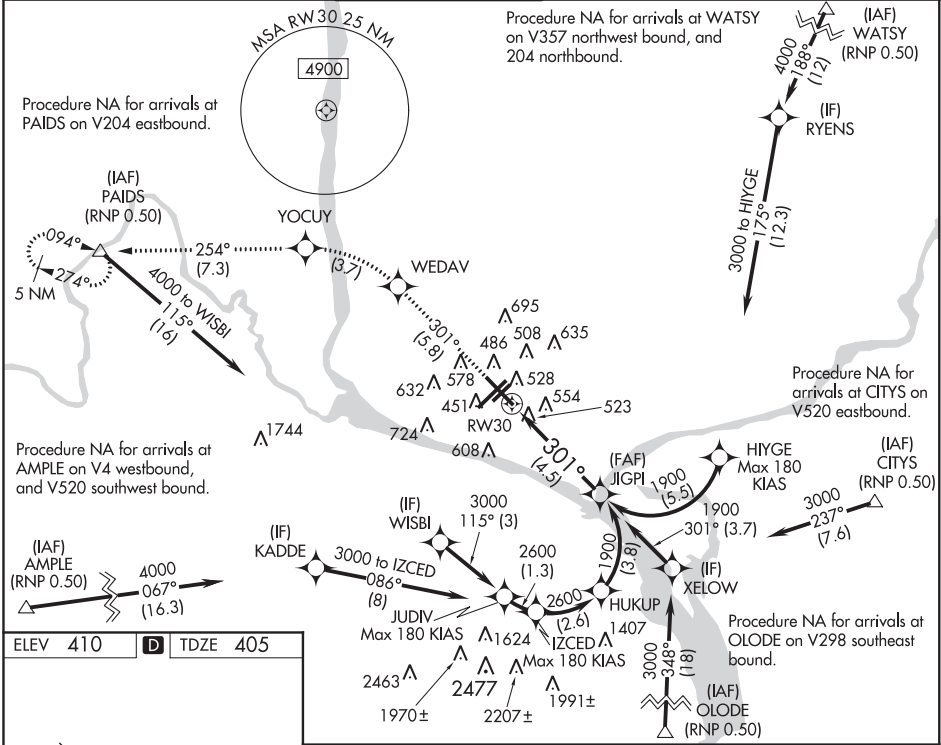 MSA RW30 25 NM
4900
Procedure NA for arrivals at WATSY
on V357 northwest bound, and
204 northbound.
(IAF)
WATSY
(RNP 0.50)
4000
188°
(12)
(IF)
RYENS
3000 to HIYGE
175°
(12.3)
Procedure NA for arrivals at
PAIDS on V204 eastbound.
(IAF)
PAIDS
(RNP 0.50)
094°
274°
5 NM
YOCUY
254°
(7.3)
(3.7)
WEDAV
4000 to WISBI
115°
(16)
301°
(5.8)
695
486
508
635
578
528
632
451
554
523
RW30
724
608
1744
301°
(4.5)
Procedure NA for
arrivals at CITYS on
V520 eastbound.
(FAF)
JIGPI
HIYGE
Max 180
KIAS
1900
(5.5)
(IAF)
CITYS
(RNP 0.50)
3000
237°
(7.6)
1900
301° (3.7)
Procedure NA for arrivals at
AMPLE on V4 westbound,
and V520 southwest bound.
(IF)
WISBI
3000
115° (3)
(IF)
KADDE
3000 to IZCED
086°
(8)
2600
(1.3)
1900
(3.8)
(IF)
XELOW
(IAF)
AMPLE
(RNP 0.50)
4000
067°
(16.3)
JUDIV
Max 180 KIAS
2600
(2.6)
HUKUP
IZCED
Max 180 KIAS
1407
1624
2463
1970±
2477
2207±
1991±
Procedure NA for arrivals at
OLODE on V298 southeast
bound.
3000
348°
(18)
(IAF)
OLODE
(RNP 0.50)
ELEV 410 D TDZE 405